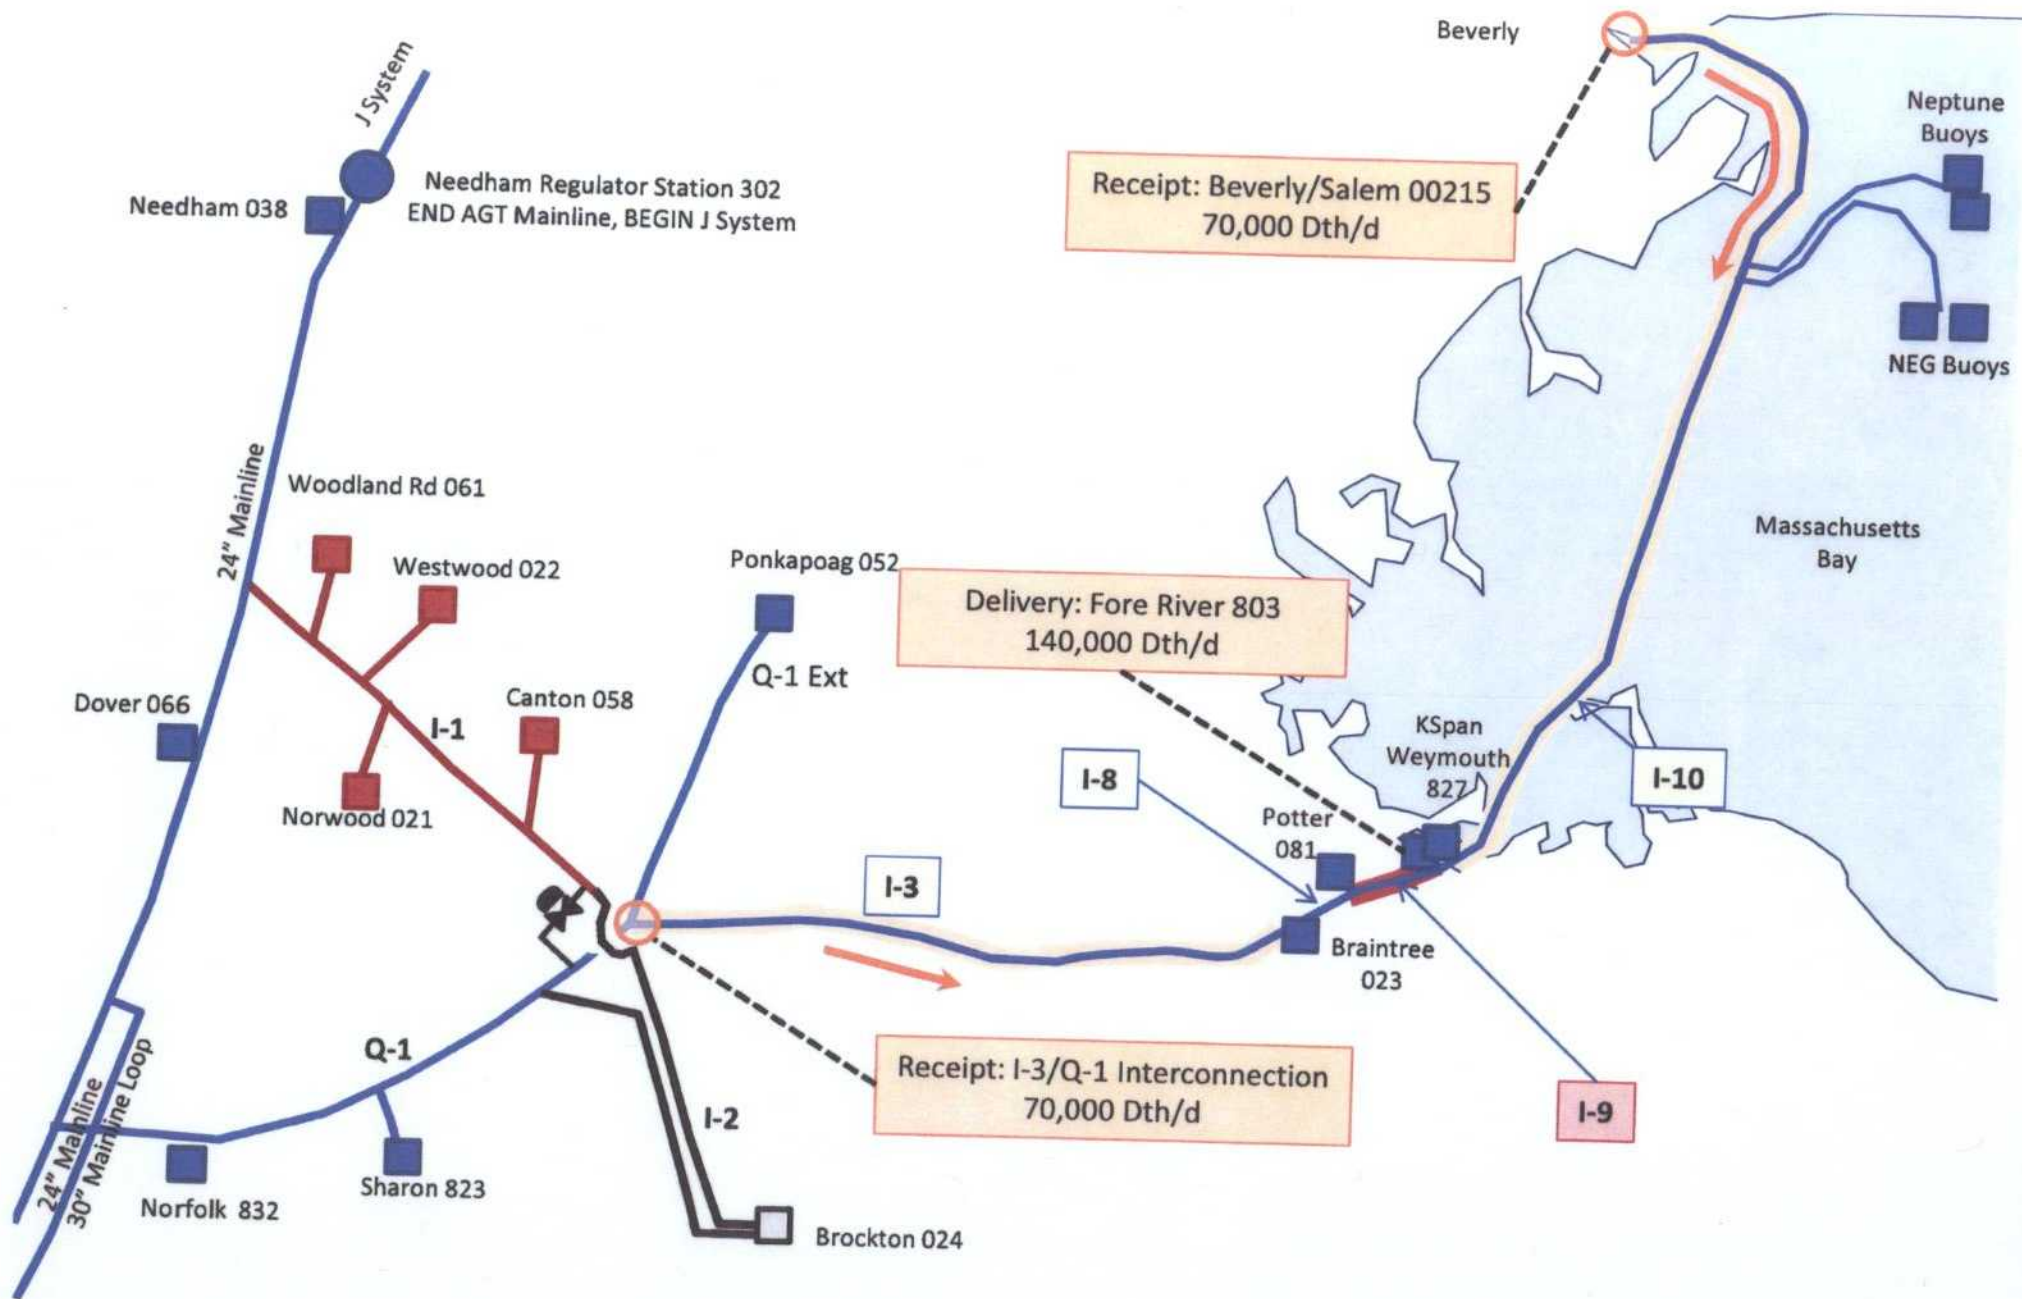 Beverly
J System
Neptune
Buoys
Needham Regulator Station 302
END AGT Mainline, BEGIN J System
Needham 038
Receipt: Beverly/Salem 00215
70,000 Dth/d
NEG Buoys
24" Mainline
Woodland Rd 061
Westwood 022
Ponkapoag 052
Massachusetts
Bay
Delivery: Fore River 803
140,000 Dth/d
Q-1 Ext
Dover 066
Canton 058
I-1
KSpan
Weymouth
827
I-8
I-10
Norwood 021
Potter
081
I-3
Braintree
023
Q-1
Receipt: I-3/Q-1 Interconnection
70,000 Dth/d
I-9
I-2
24" Mainline
30" Mainline Loop
Sharon 823
Norfolk 832
Brockton 024